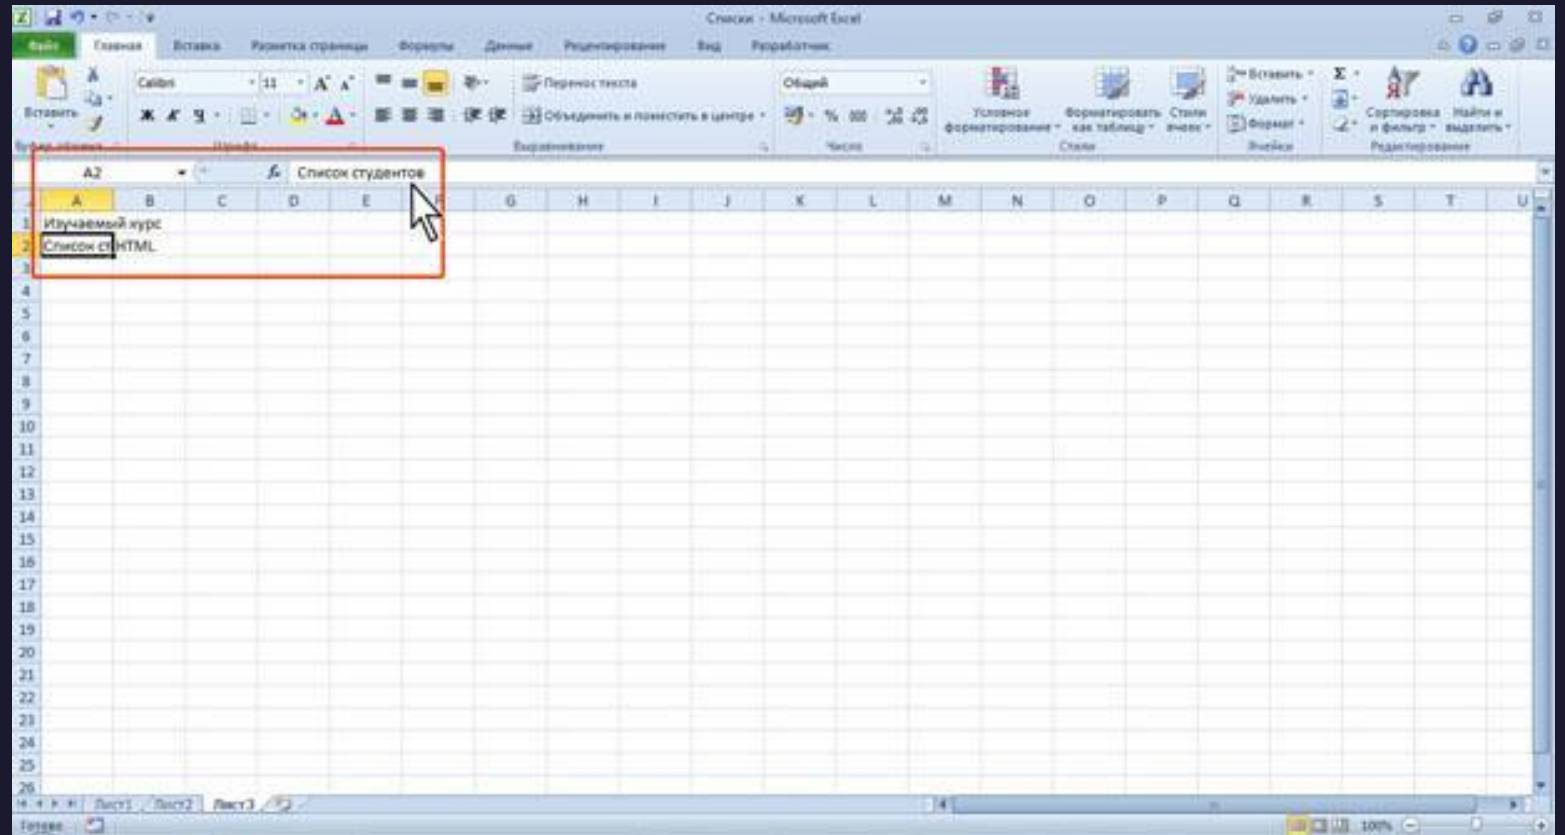 Списки - Microsoft Excel
Файл Главная Вставка Разметка страницы Формулы Данные Рецензирование Вид Разработчик
Calibri 11 A A Перенос текста Общий Вставить Σ
Вставить Ж К Ч A Объединить и поместить в центре % 000 Условное форматирование Форматировать как таблицу Стили ячеек Удалить Формат Сортировка и фильтр Найти и выделить
Буфер обмена Шрифт Выравнивание Число Стили Ячейки Редактирование
A2 fx Список студентов
A B C D E F G H I J K L M N O P Q R S T U
1 Изучаемый курс
2 Список ст HTML
3
4
5
6
7
8
9
10
11
12
13
14
15
16
17
18
19
20
21
22
23
24
25
26
Лист1 Лист2 Лист3
Готово 100%